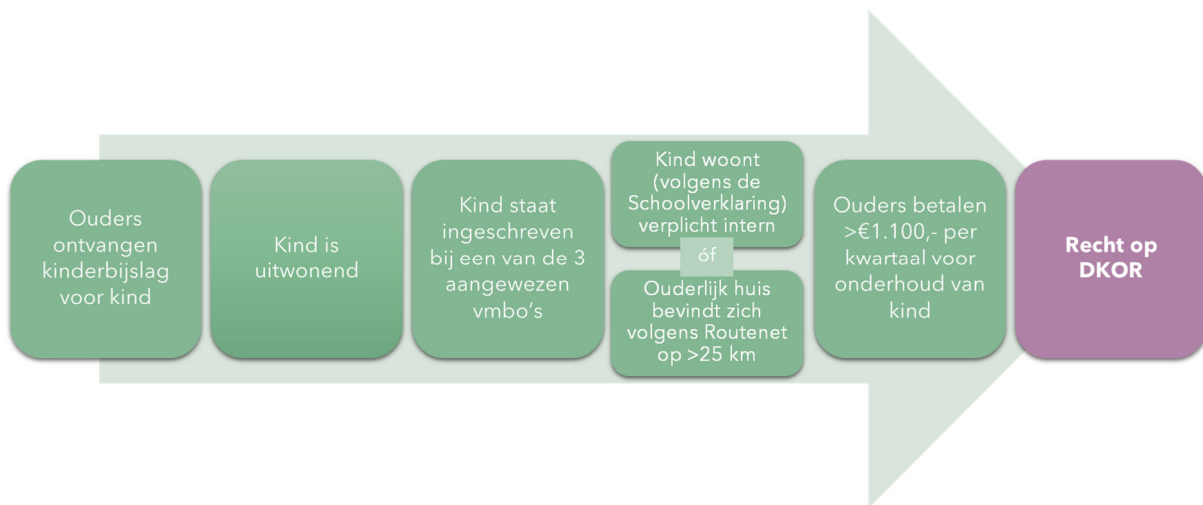 Ouders
ontvangen
kinderbijslag
voor kind
Kind is
uitwonend
Kind staat
ingeschreven
bij een van de 3
aangewezen
vmbo's
Kind woont
(volgens de
Schoolverklaring)
verplicht intern
óf
Ouderlijk huis
bevindt zich
volgens Routenet
op >25 km
Ouders betalen
>€1.100,- per
kwartaal voor
onderhoud van
kind
Recht op
DKOR